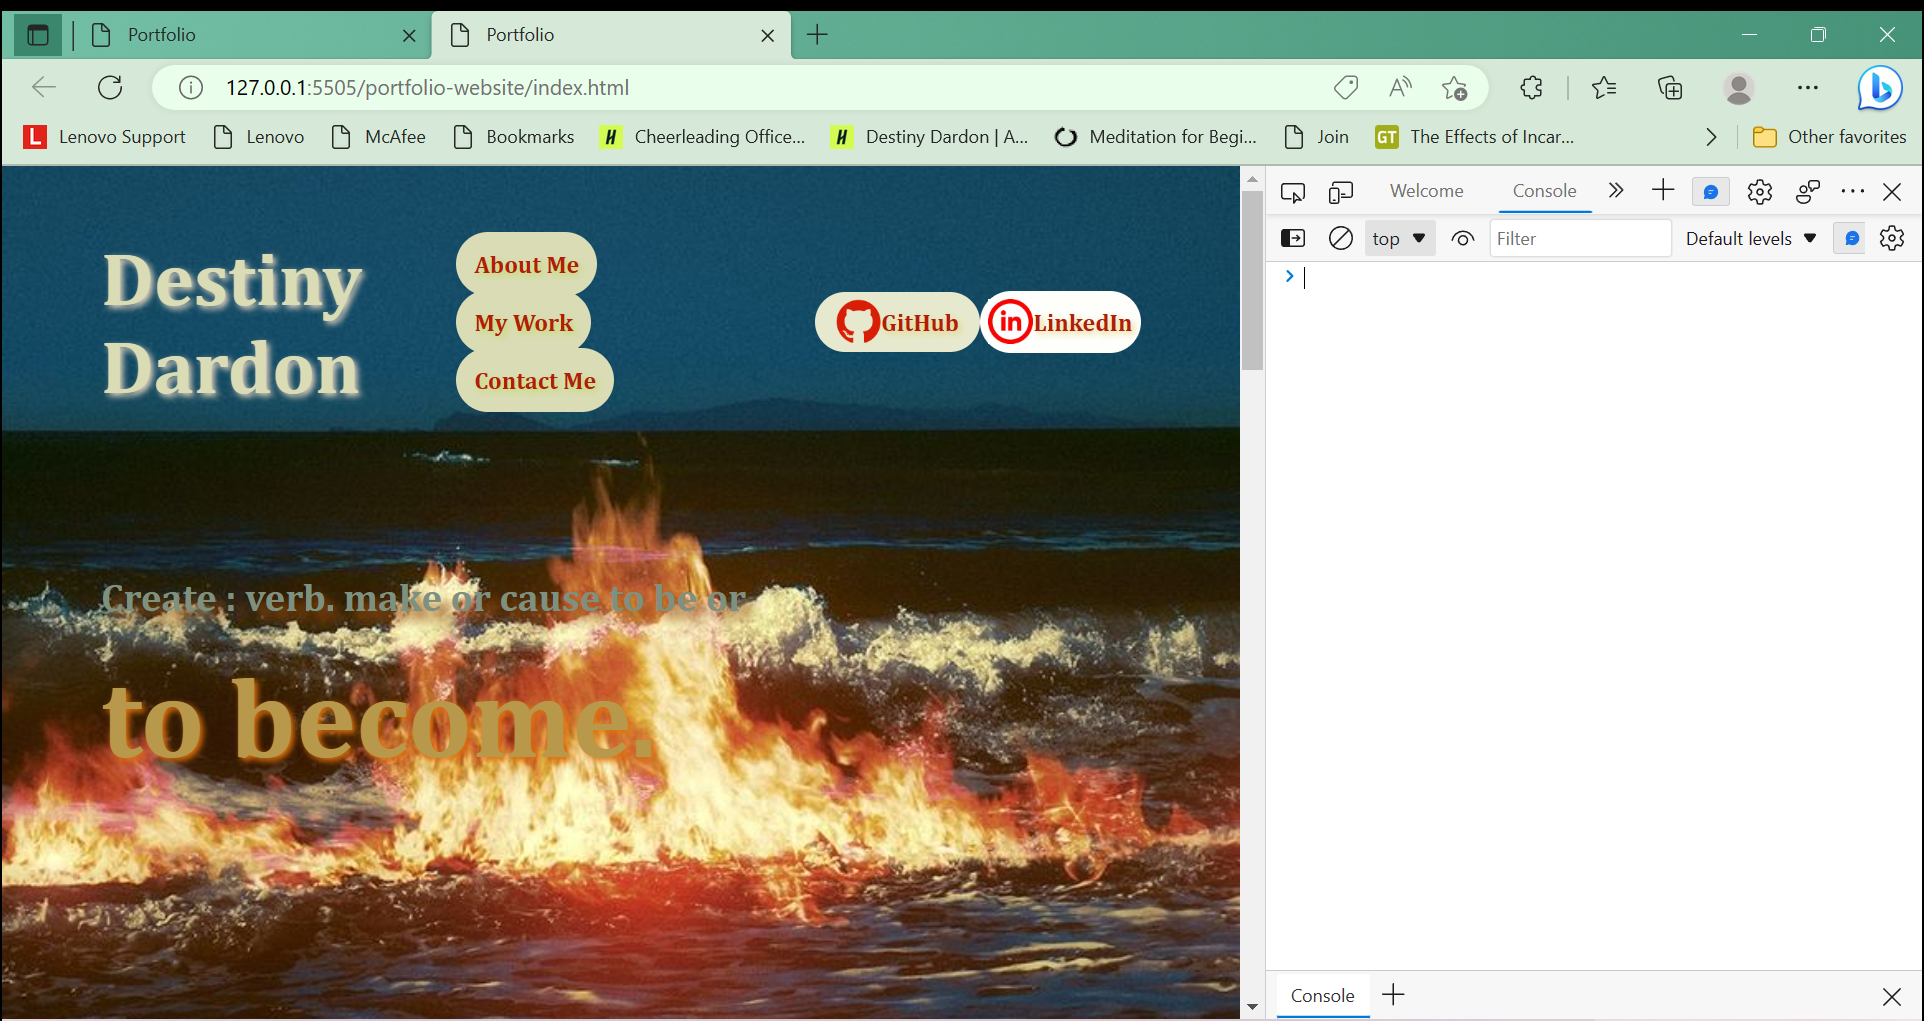 Portfolio
Portfolio
127.0.0.1:5505/portfolio-website/index.html
L Lenovo Support
Lenovo
McAfee
Bookmarks
H Cheerleading Office...
H Destiny Dardon | A...
Meditation for Begi...
Join
GT The Effects of Incar...
Other favorites
Destiny
Dardon
About Me
My Work
Contact Me
GitHub
in LinkedIn
Create : verb. make or cause to be or
to become.
Welcome
Console
top
Filter
Default levels
Console